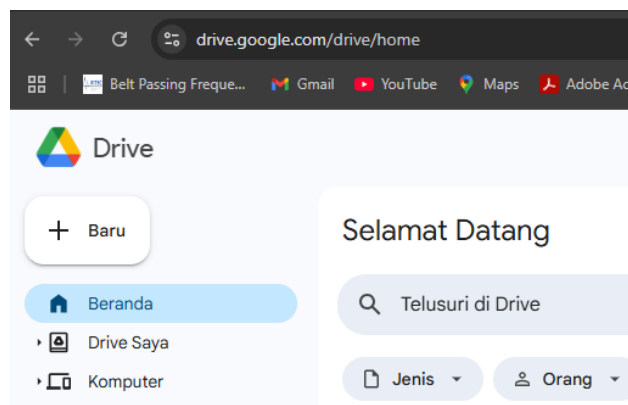 drive.google.com/drive/home
Belt Passing Freque... Gmail YouTube Maps Adobe Ac
Drive
Baru
Selamat Datang
Beranda
Telusuri di Drive
Drive Saya
Komputer
Jenis Orang